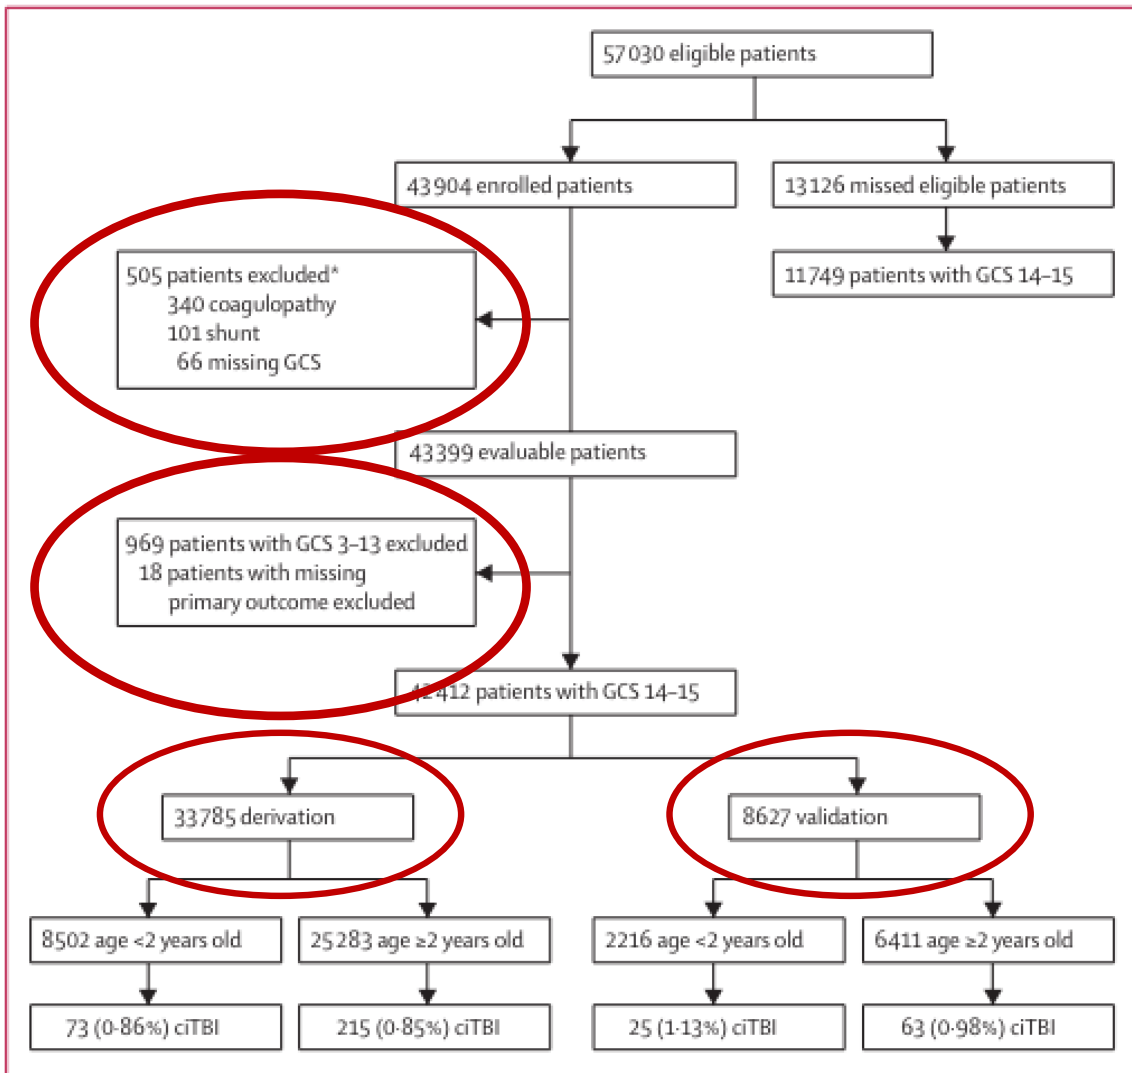 57 030 eligible patients
43 904 enrolled patients
13 126 missed eligible patients
505 patients excluded*
340 coagulopathy
101 shunt
66 missing GCS
11 749 patients with GCS 14–15
43 399 evaluable patients
969 patients with GCS 3–13 excluded
18 patients with missing
primary outcome excluded
42 412 patients with GCS 14–15
33 785 derivation
8627 validation
8502 age <2 years old
25 283 age ≥2 years old
2216 age <2 years old
6411 age ≥2 years old
73 (0·86%) ciTBI
215 (0·85%) ciTBI
25 (1·13%) ciTBI
63 (0·98%) ciTBI